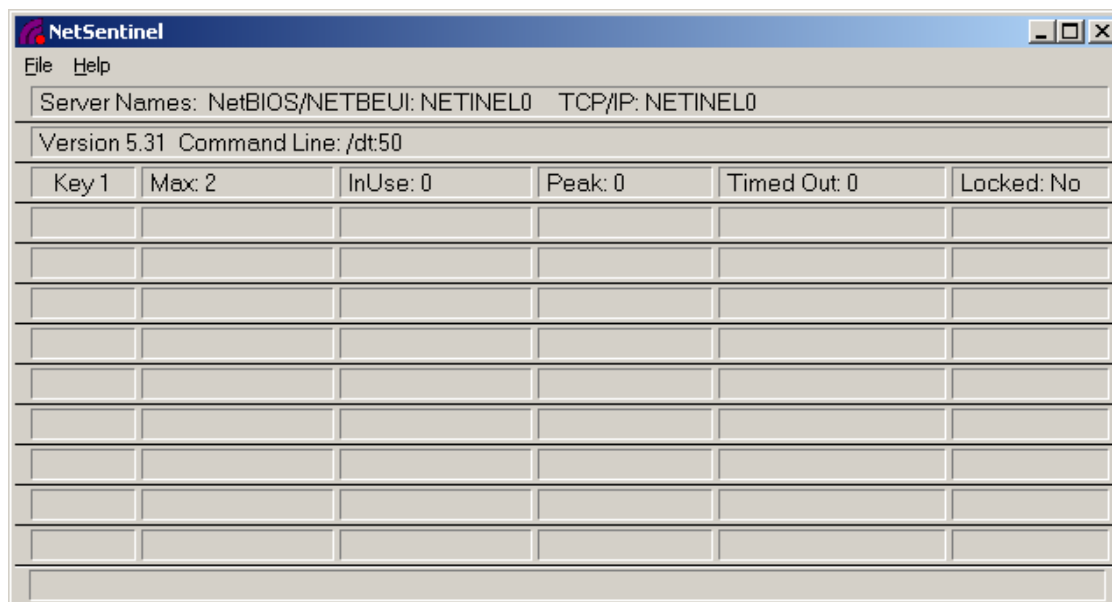 NetSentinel
File Help
Server Names: NetBIOS/NETBEUI: NETINEL0 TCP/IP: NETINEL0
Version 5.31 Command Line: /dt:50
Key 1 Max: 2 InUse: 0 Peak: 0 Timed Out: 0 Locked: No